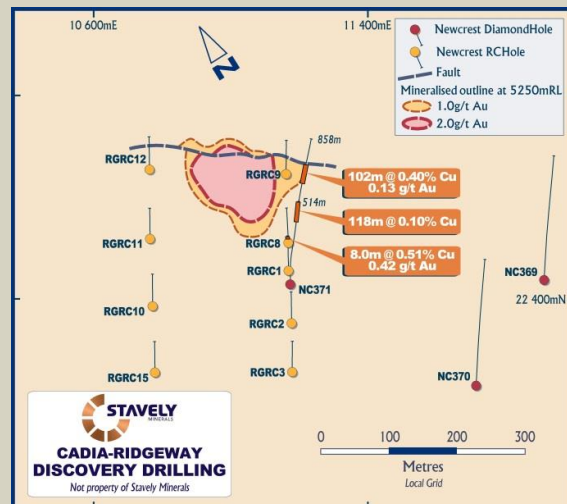 10 600mE
11 400mE
Newcrest DiamondHole
Newcrest RCHole
Fault
Mineralised outline at 5250mRL
1.0g/t Au
2.0g/t Au
N
858m
RGRC12
RGRC9
102m @ 0.40% Cu
0.13 g/t Au
514m
118m @ 0.10% Cu
RGRC11
RGRC8
8.0m @ 0.51% Cu
0.42 g/t Au
RGRC1
NC369
NC371
22 400mN
RGRC10
RGRC2
RGRC15
RGRC3
NC370
STAVELY
MINERALS
CADIA-RIDGEWAY
DISCOVERY DRILLING
Not property of Stavely Minerals
0 100 200 300
Metres
Local Grid